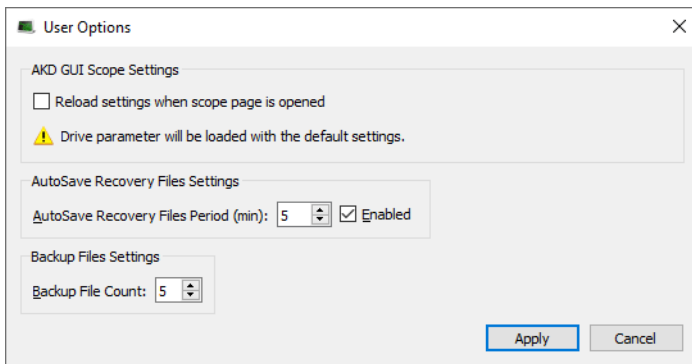 User Options
AKD GUI Scope Settings
Reload settings when scope page is opened
Drive parameter will be loaded with the default settings.
AutoSave Recovery Files Settings
AutoSave Recovery Files Period (min): 5 Enabled
Backup Files Settings
Backup File Count: 5
Apply Cancel